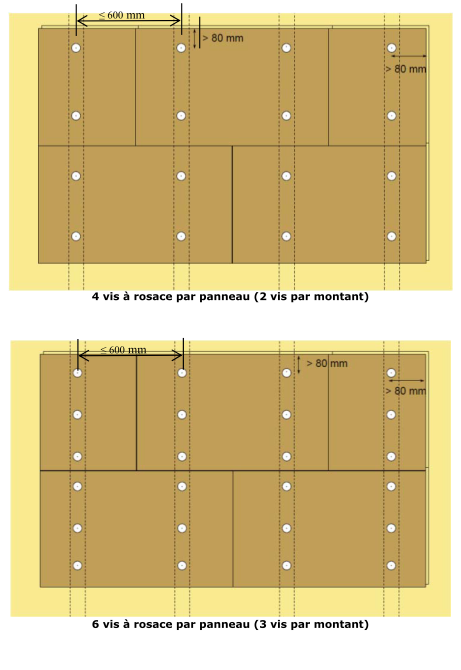 ≤ 600 mm
> 80 mm
> 80 mm
4 vis à rosace par panneau (2 vis par montant)
≤ 600 mm
> 80 mm
> 80 mm
6 vis à rosace par panneau (3 vis par montant)